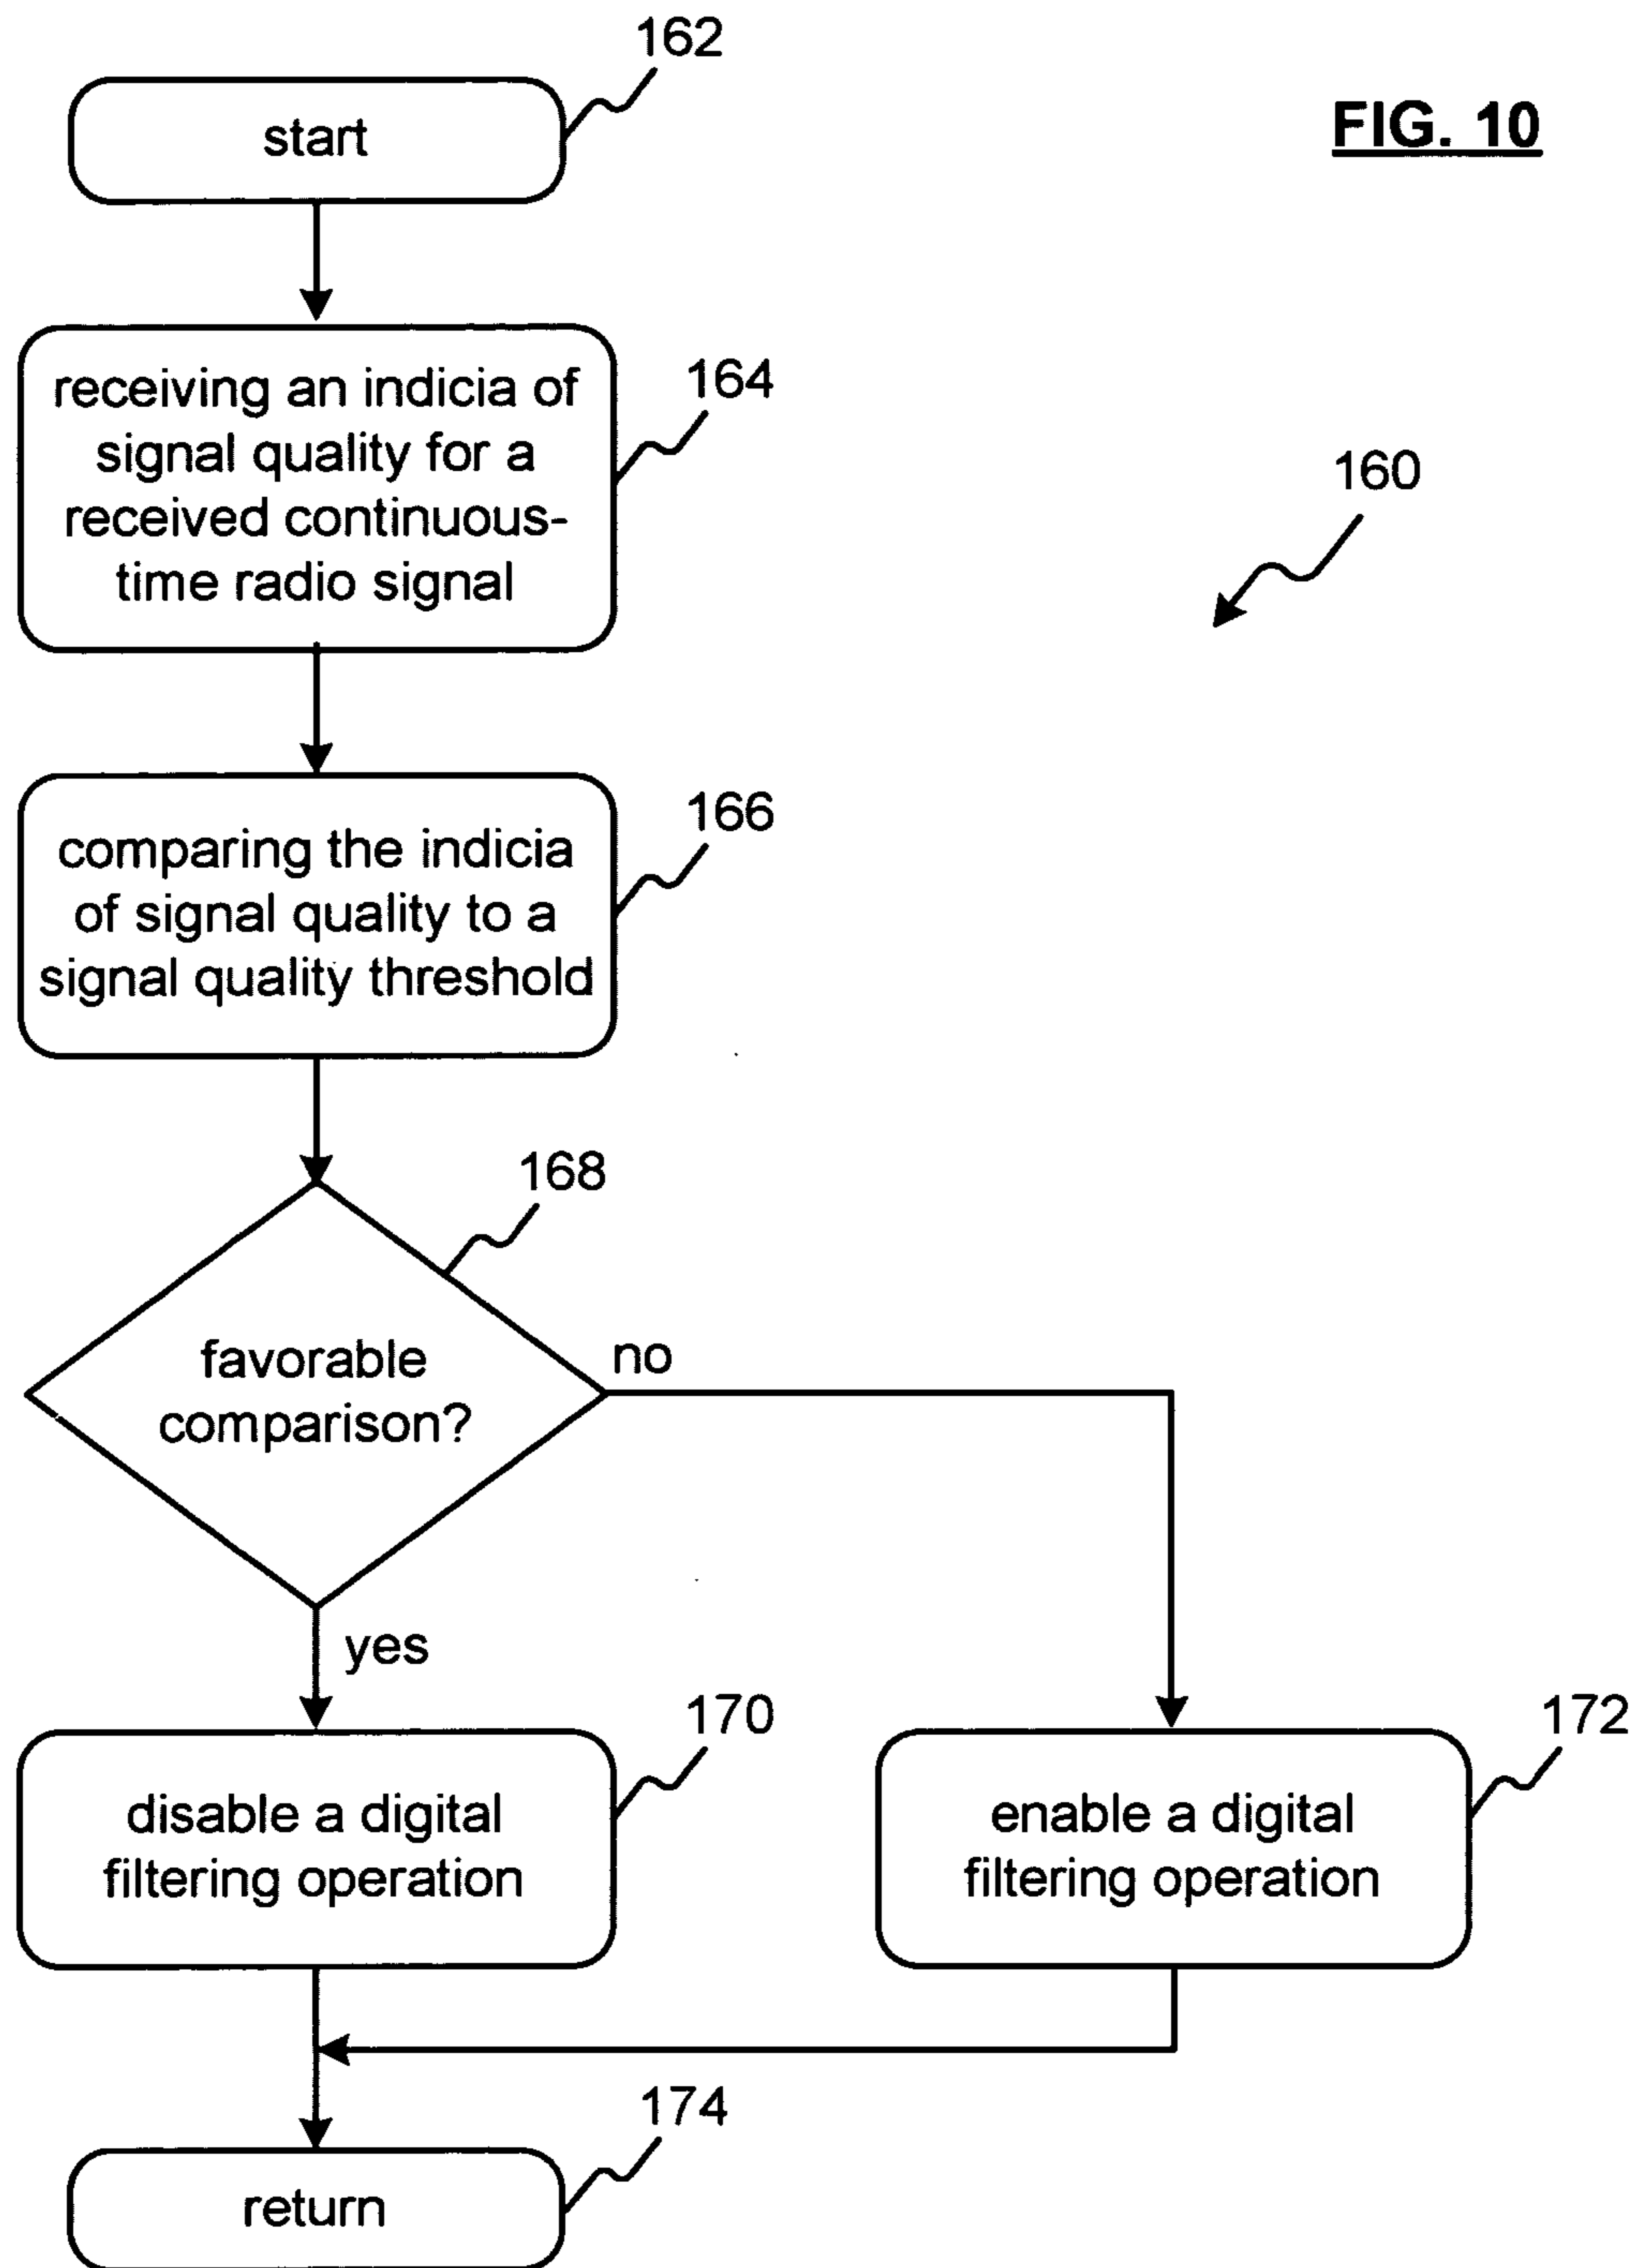 162
FIG. 10
start
164
receiving an indicia of
signal quality for a
received continuous-
time radio signal
160
166
comparing the indicia
of signal quality to a
signal quality threshold
168
favorable
comparison?
no
yes
170
172
disable a digital
filtering operation
enable a digital
filtering operation
174
return